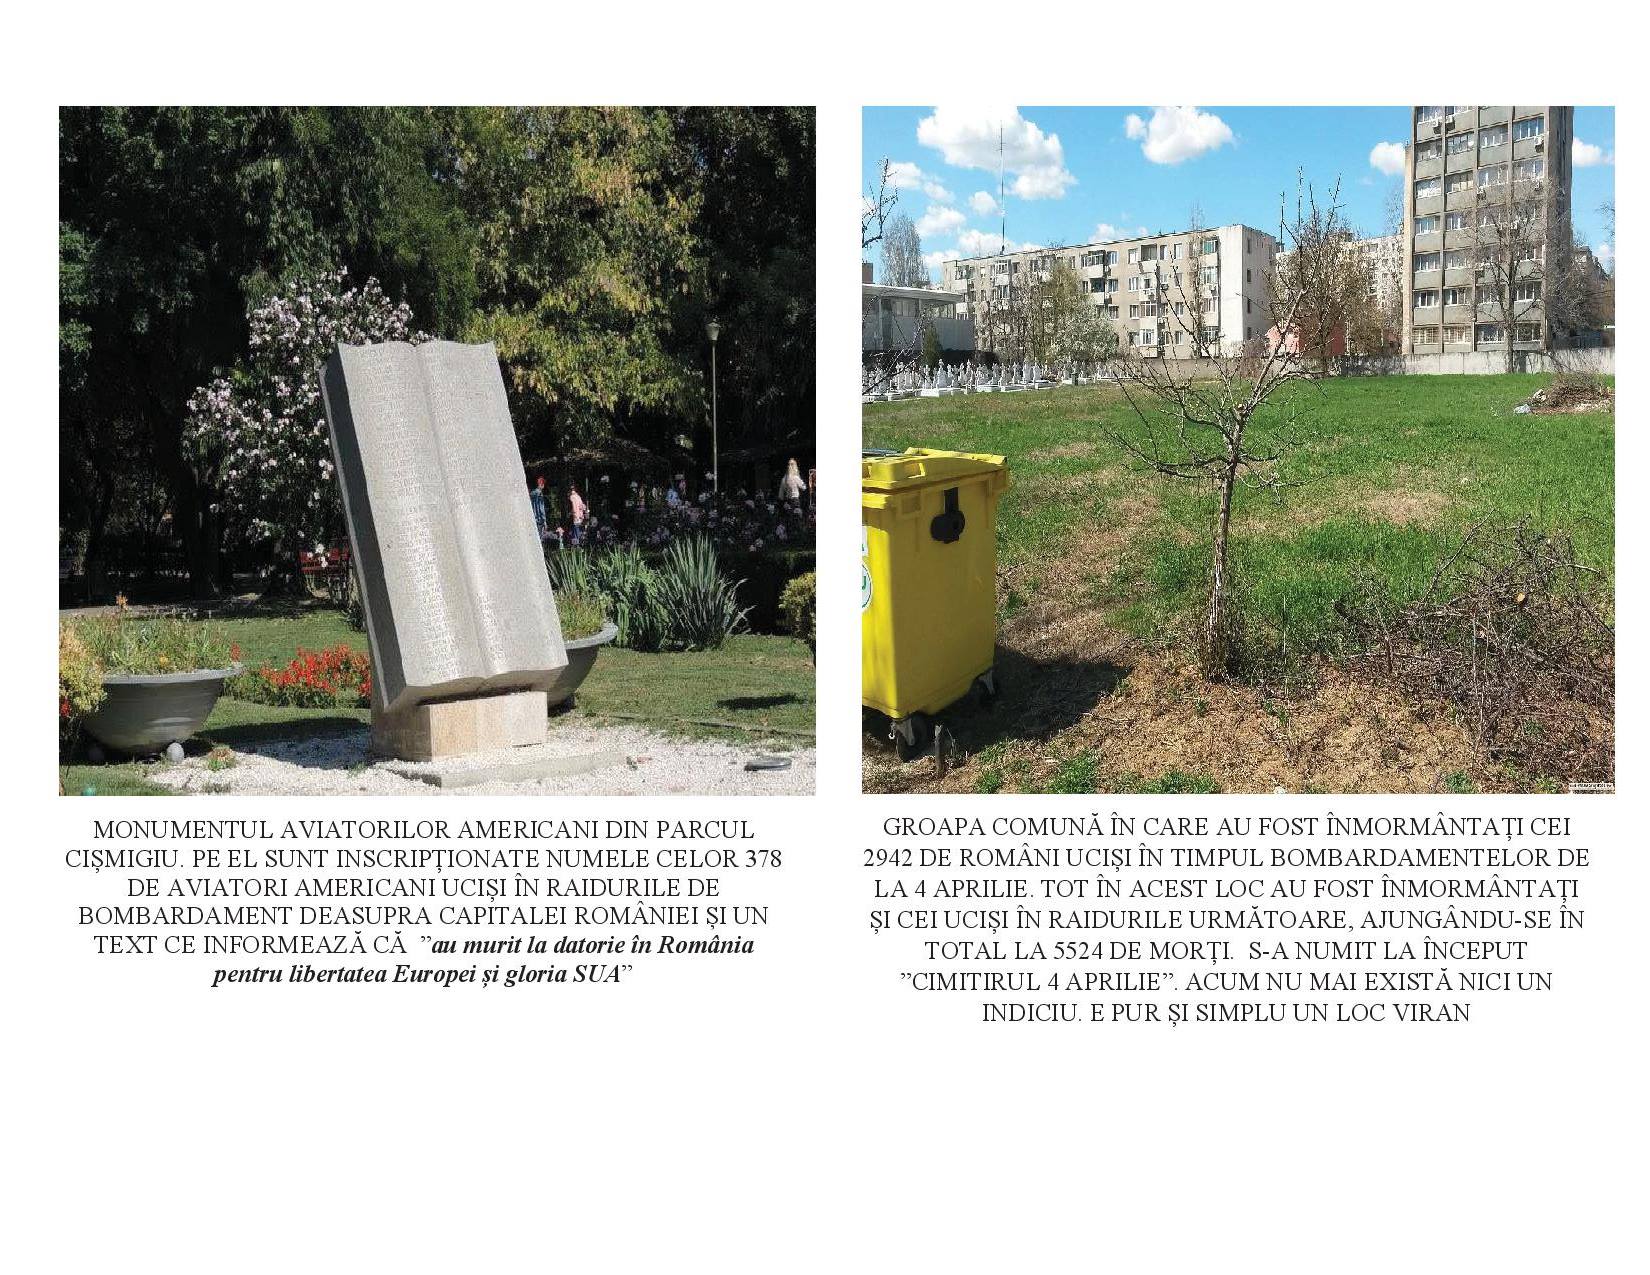 MONUMENTUL AVIATORILOR AMERICANI DIN PARCUL
CIȘMIGIU. PE EL SUNT INSCRIPȚIONATE NUMELE CELOR 378
DE AVIATORI AMERICANI UCIȘI ÎN RAIDURILE DE
BOMBARDAMENT DEASUPRA CAPITALEI ROMÂNIEI ȘI UN
TEXT CE INFORMEAZĂ CĂ ”au murit la datorie în România
pentru libertatea Europei și gloria SUA”
GROAPA COMUNĂ ÎN CARE AU FOST ÎNMORMÂNTAȚI CEI
2942 DE ROMÂNI UCIȘI ÎN TIMPUL BOMBARDAMENTELOR DE
LA 4 APRILIE. TOT ÎN ACEST LOC AU FOST ÎNMORMÂNTAȚI
ȘI CEI UCIȘI ÎN RAIDURILE URMĂTOARE, AJUNGÂNDU-SE ÎN
TOTAL LA 5524 DE MORȚI. S-A NUMIT LA ÎNCEPUT
”CIMITIRUL 4 APRILIE”. ACUM NU MAI EXISTĂ NICI UN
INDICIU. E PUR ȘI SIMPLU UN LOC VIRAN